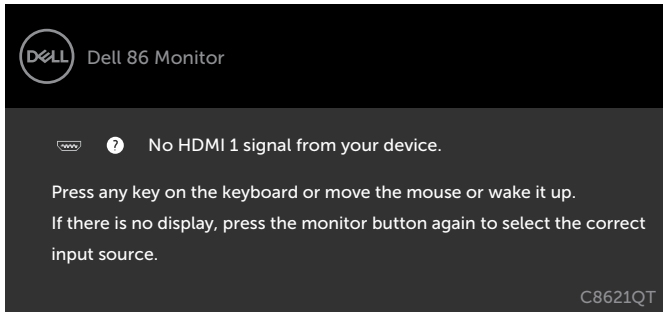 DELL Dell 86 Monitor
? No HDMI 1 signal from your device.
Press any key on the keyboard or move the mouse or wake it up.
If there is no display, press the monitor button again to select the correct
input source.
C8621QT